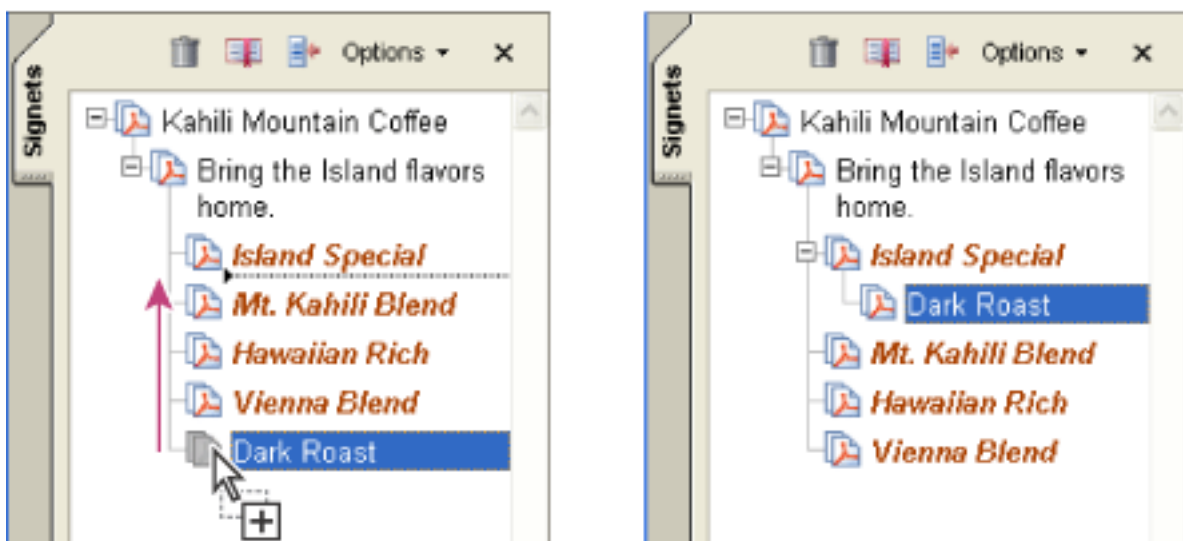 Signets
Options
Kahili Mountain Coffee
Bring the Island flavors
home.
Island Special
Mt. Kahili Blend
Hawaiian Rich
Vienna Blend
Dark Roast
Signets
Options
Kahili Mountain Coffee
Bring the Island flavors
home.
Island Special
Dark Roast
Mt. Kahili Blend
Hawaiian Rich
Vienna Blend